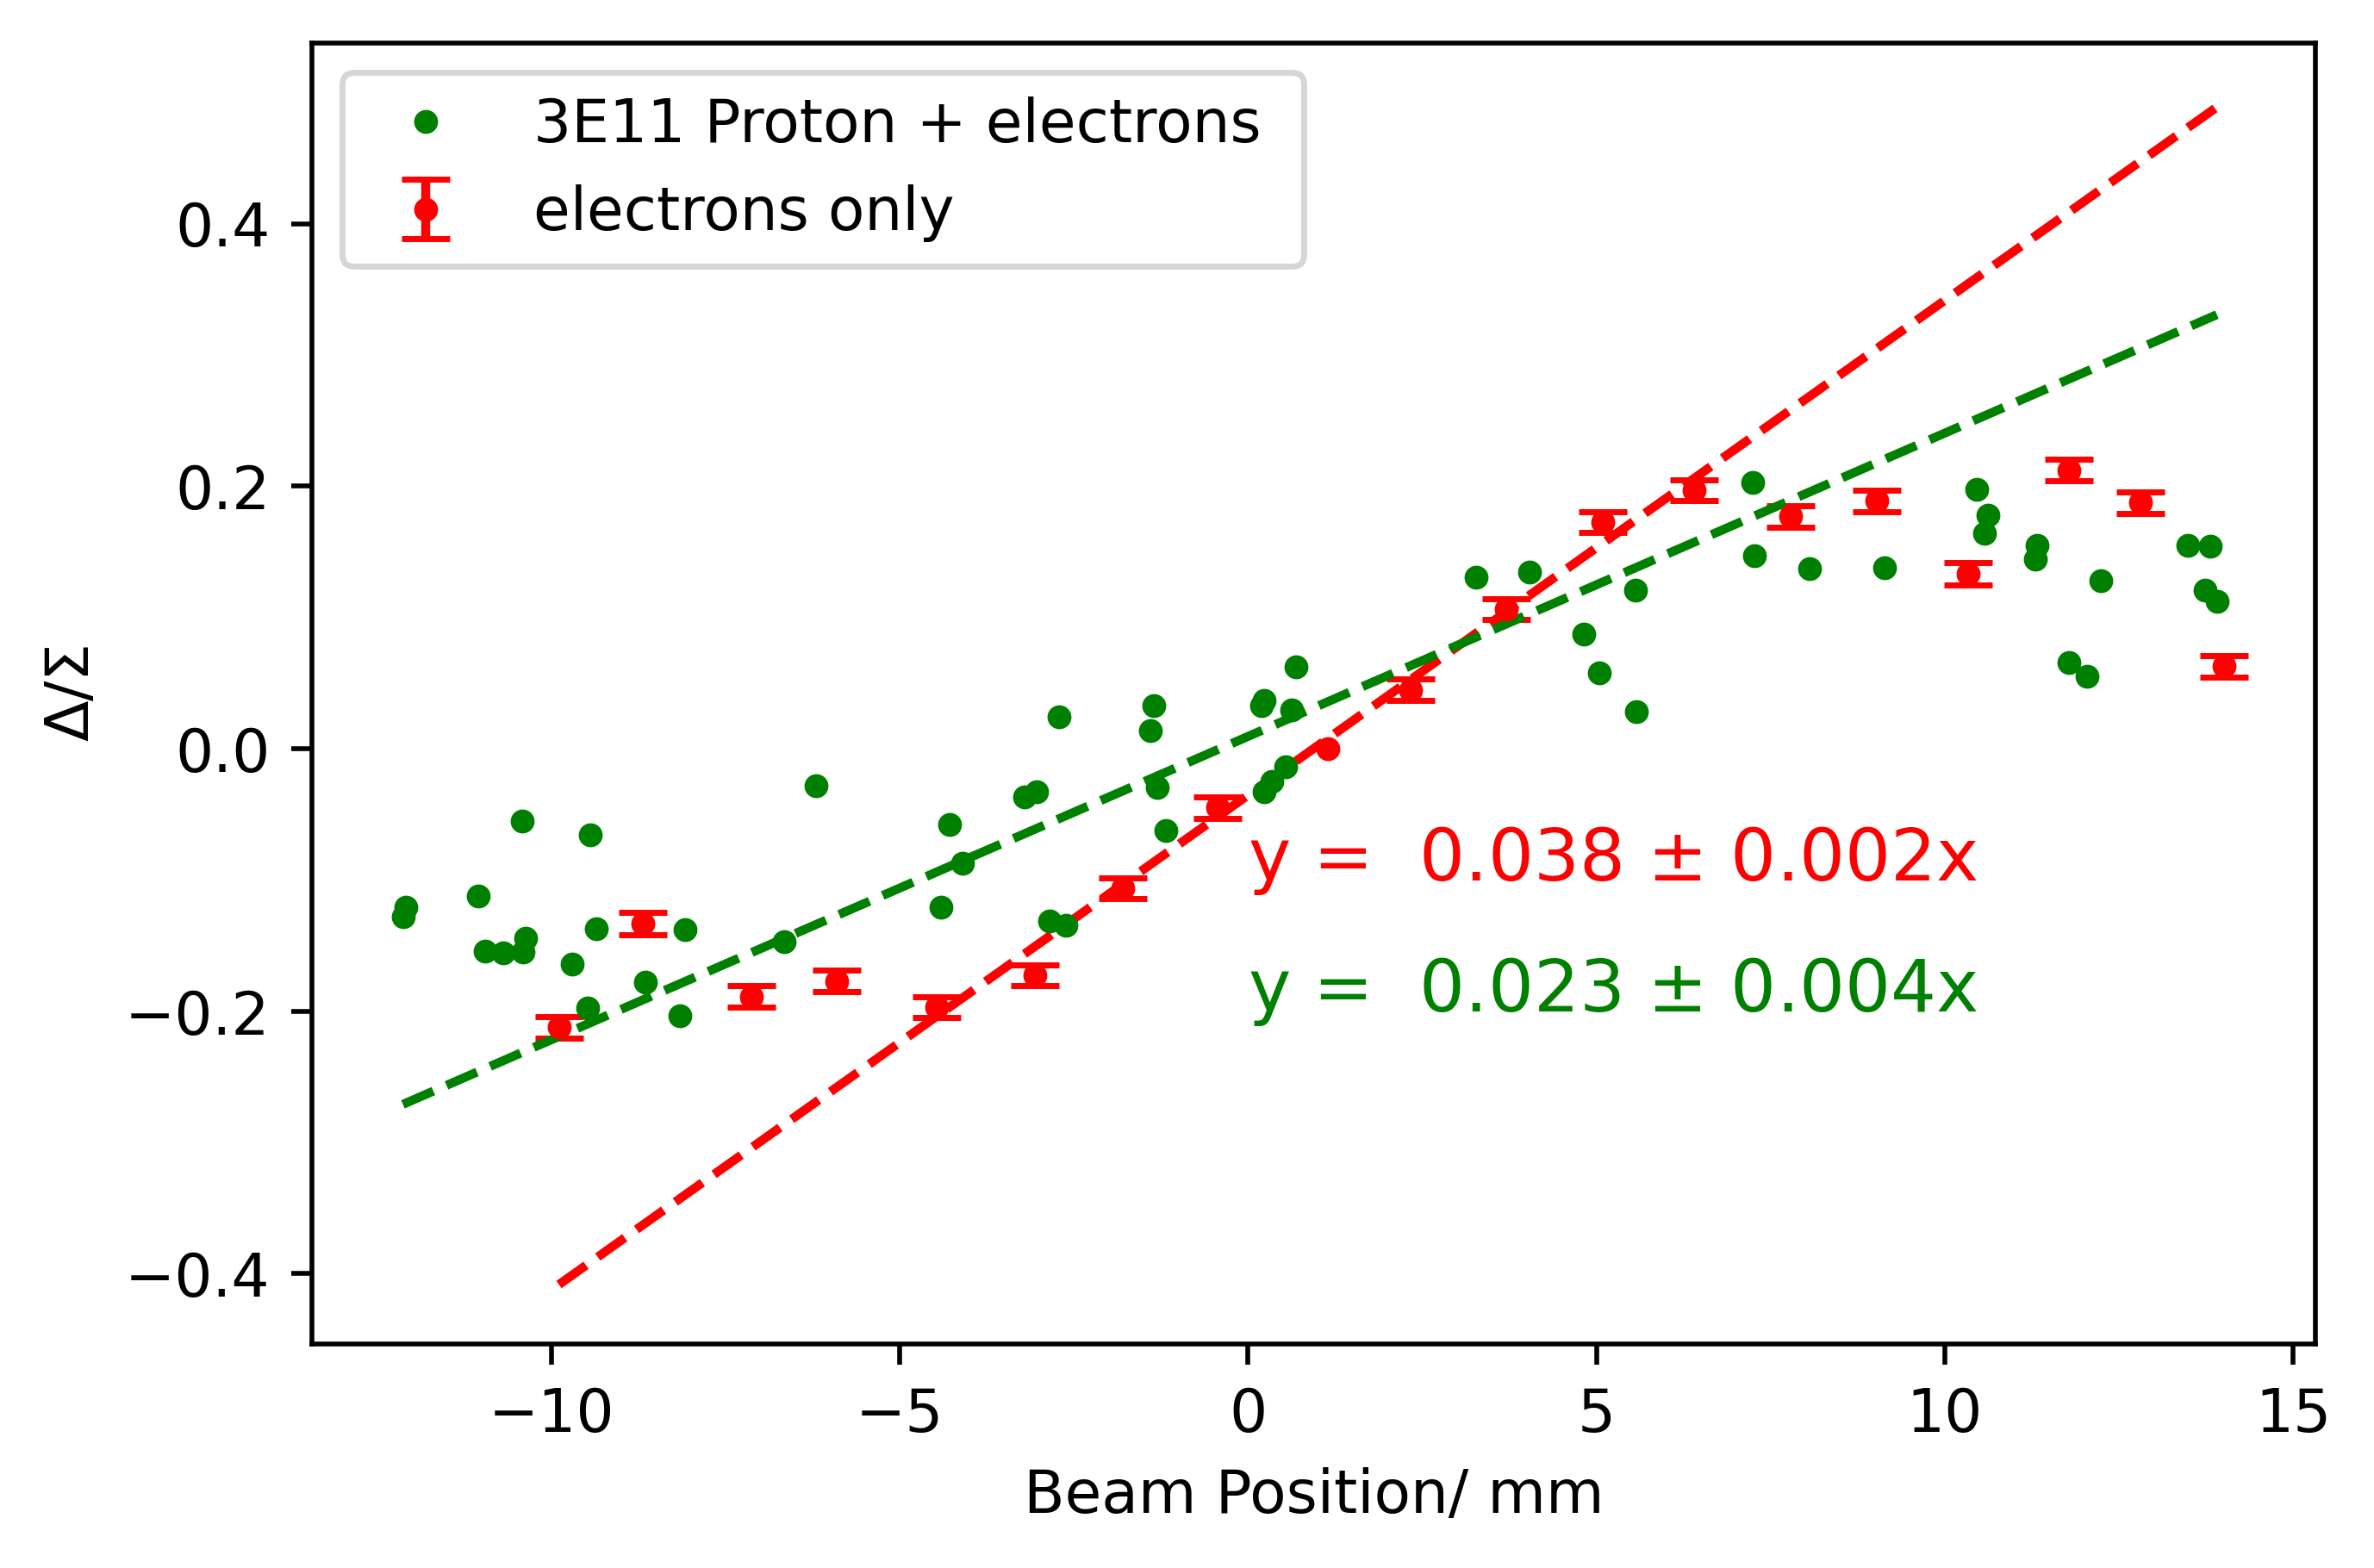 3E11 Proton + electrons
electrons only
0.4
0.2
0.0
−0.2
−0.4
Δ/Σ
y = 0.038 ± 0.002x
y = 0.023 ± 0.004x
−10 −5 0 5 10 15
Beam Position/ mm